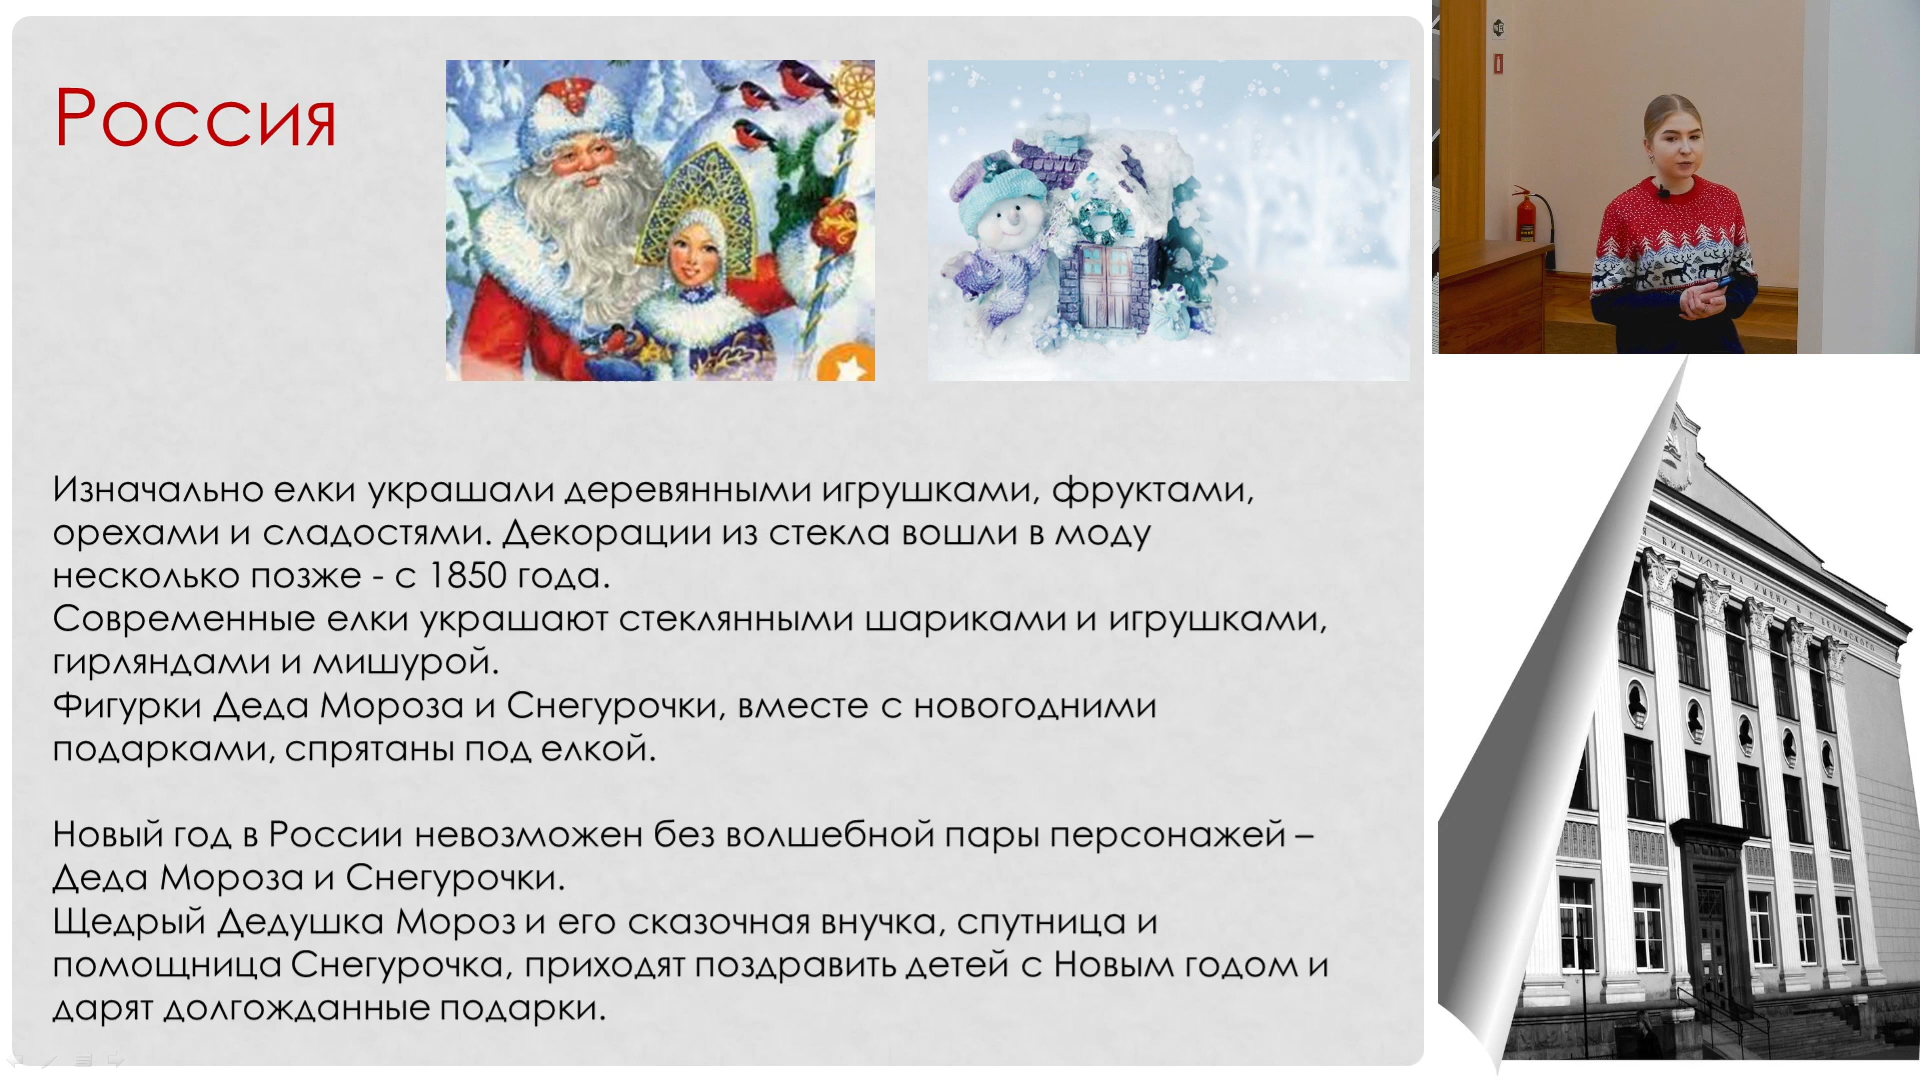 Россия
Изначально елки украшали деревянными игрушками, фруктами,
орехами и сладостями. Декорации из стекла вошли в моду
несколько позже - с 1850 года.
Современные елки украшают стеклянными шариками и игрушками,
гирляндами и мишурой.
Фигурки Деда Мороза и Снегурочки, вместе с новогодними
подарками, спрятаны под елкой.
Новый год в России невозможен без волшебной пары персонажей –
Деда Мороза и Снегурочки.
Щедрый Дедушка Мороз и его сказочная внучка, спутница и
помощница Снегурочка, приходят поздравить детей с Новым годом и
дарят долгожданные подарки.
БИБЛИОТЕКА ИМЕНИ В Г БЕЛИНСКОГО